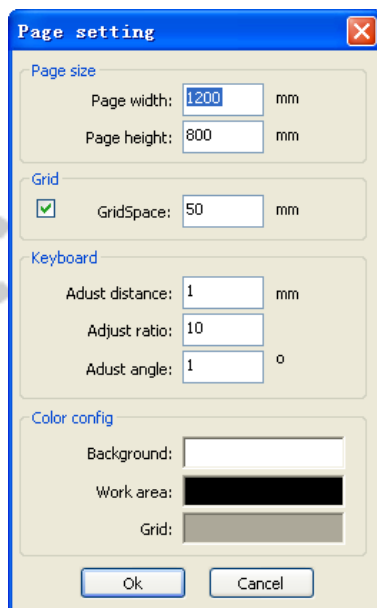 Page setting
Page size
Page width: 1200 mm
Page height: 800 mm
Grid
GridSpace: 50 mm
Keyboard
Adust distance: 1 mm
Adjust ratio: 10
Adust angle: 1 o
Color config
Background:
Work area:
Grid:
Ok Cancel